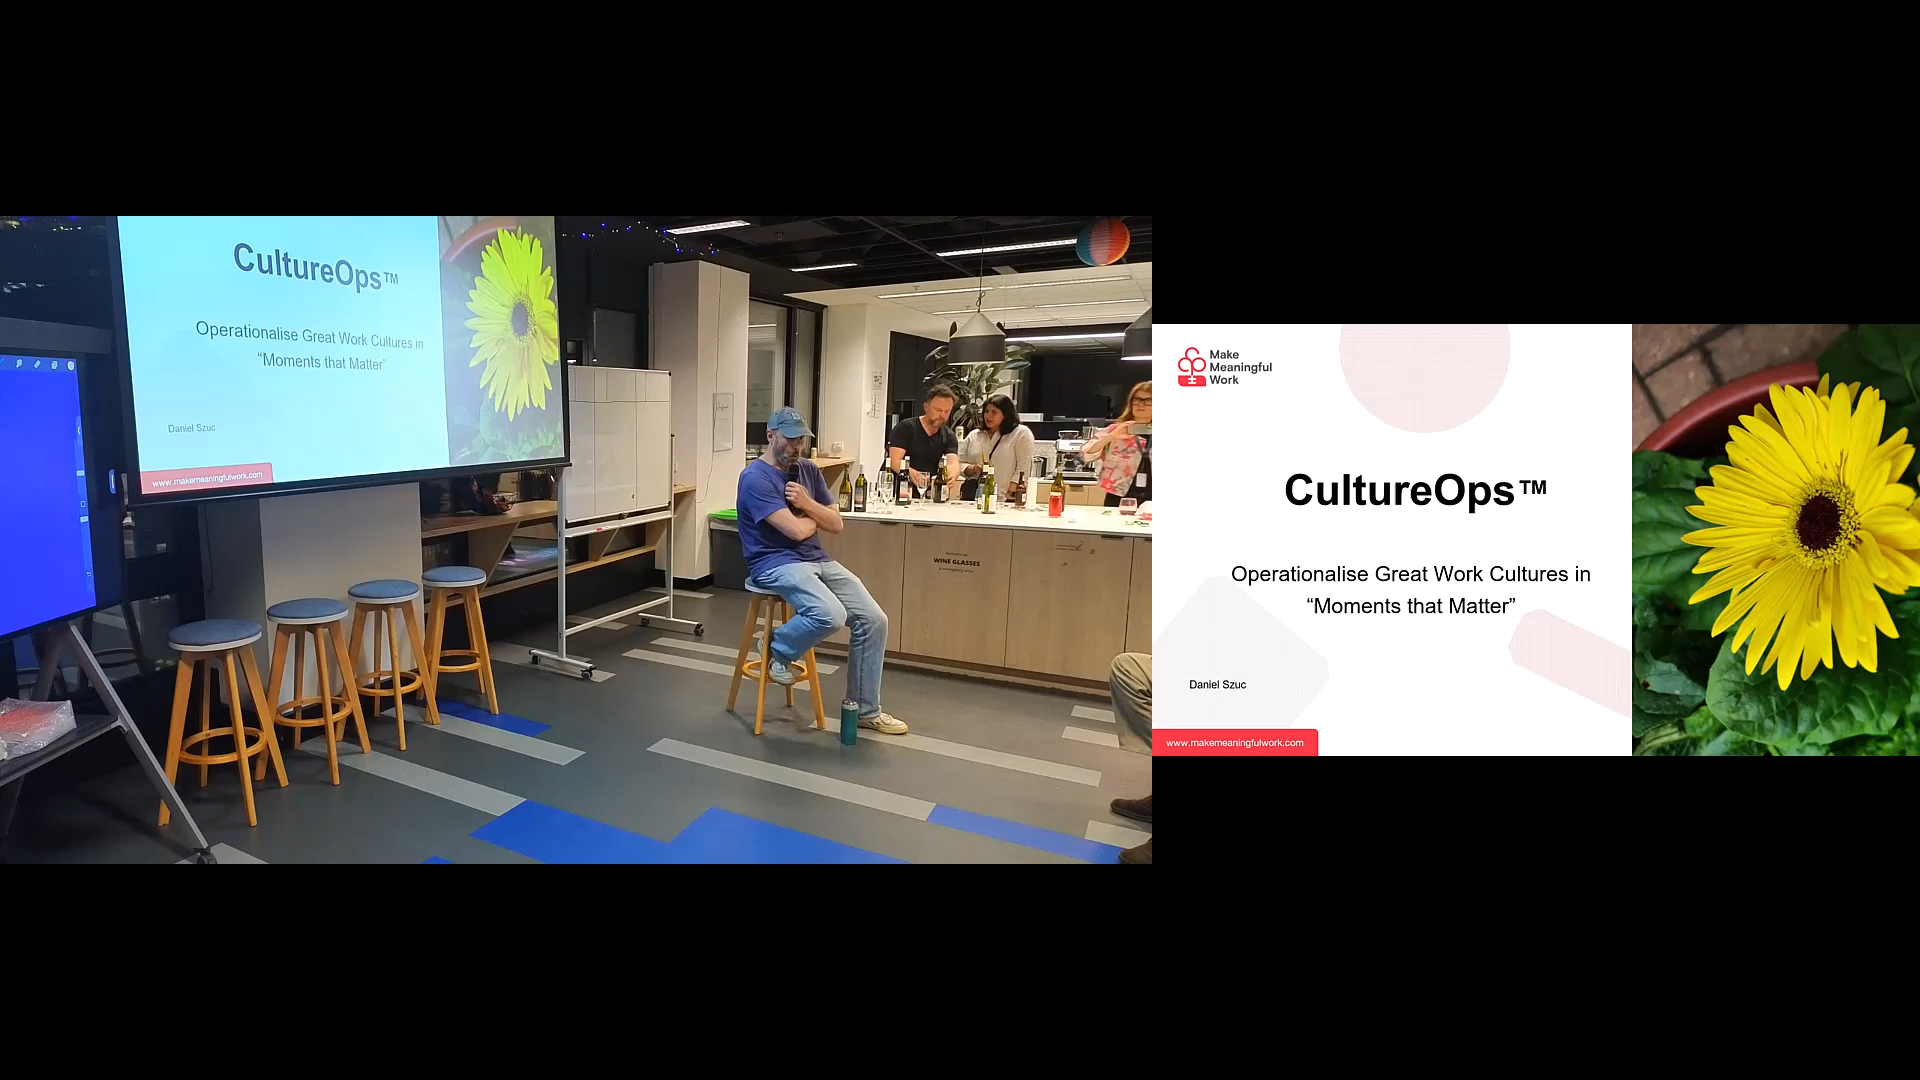 CultureOps™
Operationalise Great Work Cultures in
“Moments that Matter”
Daniel Szuc
www.makemeaningfulwork.com
WINE GLASSES
Make
Meaningful
Work
CultureOps™
Operationalise Great Work Cultures in
“Moments that Matter”
Daniel Szuc
www.makemeaningfulwork.com